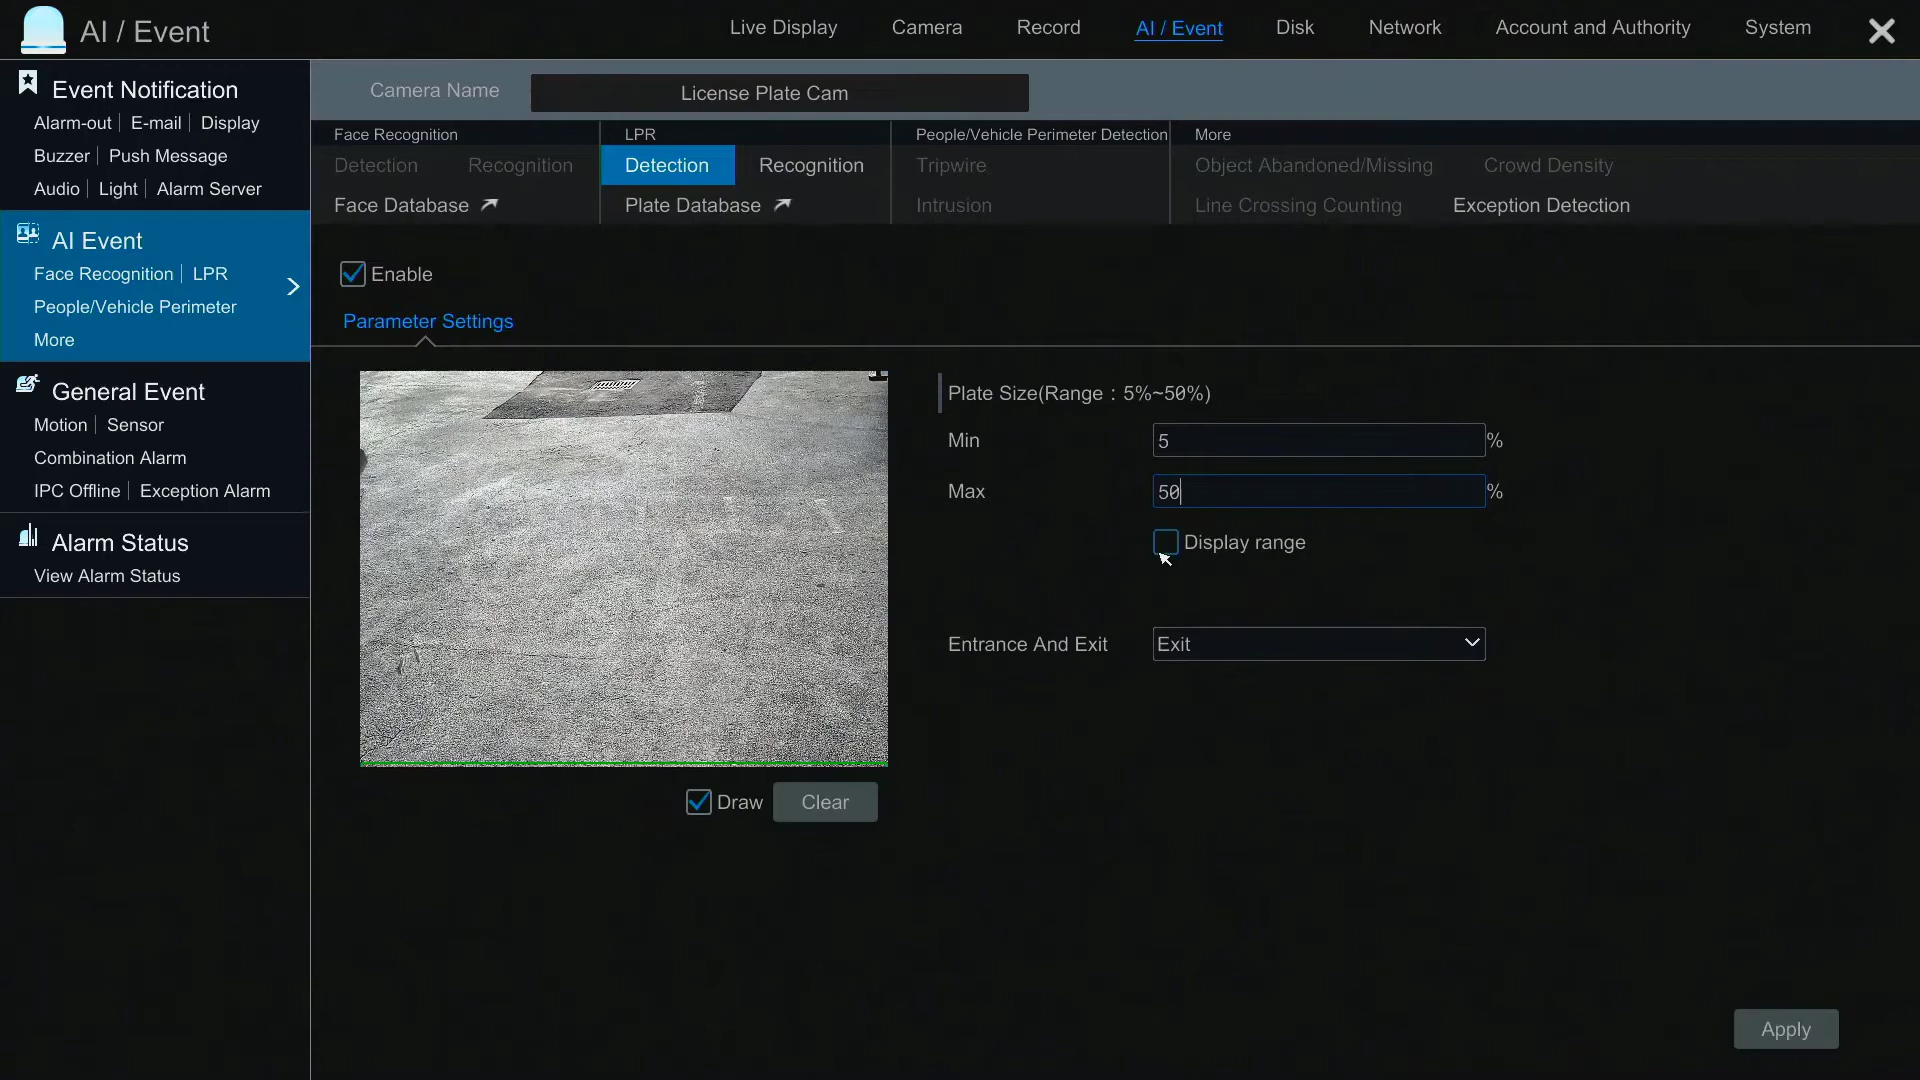 AI / Event
Live Display Camera Record AI / Event Disk Network Account and Authority System
Event Notification
Alarm-out E-mail Display
Buzzer Push Message
Audio Light Alarm Server
AI Event
Face Recognition LPR
People/Vehicle Perimeter
More
General Event
Motion Sensor
Combination Alarm
IPC Offline Exception Alarm
Alarm Status
View Alarm Status
Camera Name License Plate Cam
Face Recognition LPR People/Vehicle Perimeter Detection More
Detection Recognition Detection Recognition Tripwire Object Abandoned/Missing Crowd Density
Face Database Plate Database Intrusion Line Crossing Counting Exception Detection
Enable
Parameter Settings
Plate Size(Range : 5%~50%)
Min 5 %
Max 50 %
Display range
Entrance And Exit Exit
Draw Clear
Apply